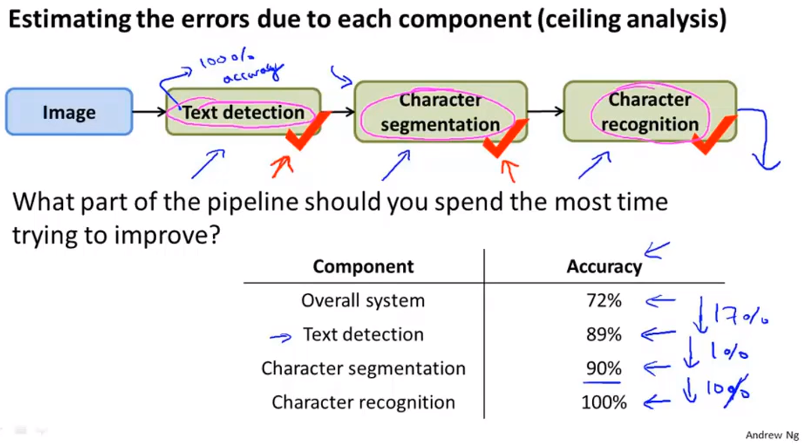 Estimating the errors due to each component (ceiling analysis)
100% accuracy
Image
Text detection
Character segmentation
Character recognition
What part of the pipeline should you spend the most time
trying to improve?
Component Accuracy
Overall system 72%
17%
Text detection 89%
1%
Character segmentation 90%
10%
Character recognition 100%
Andrew Ng